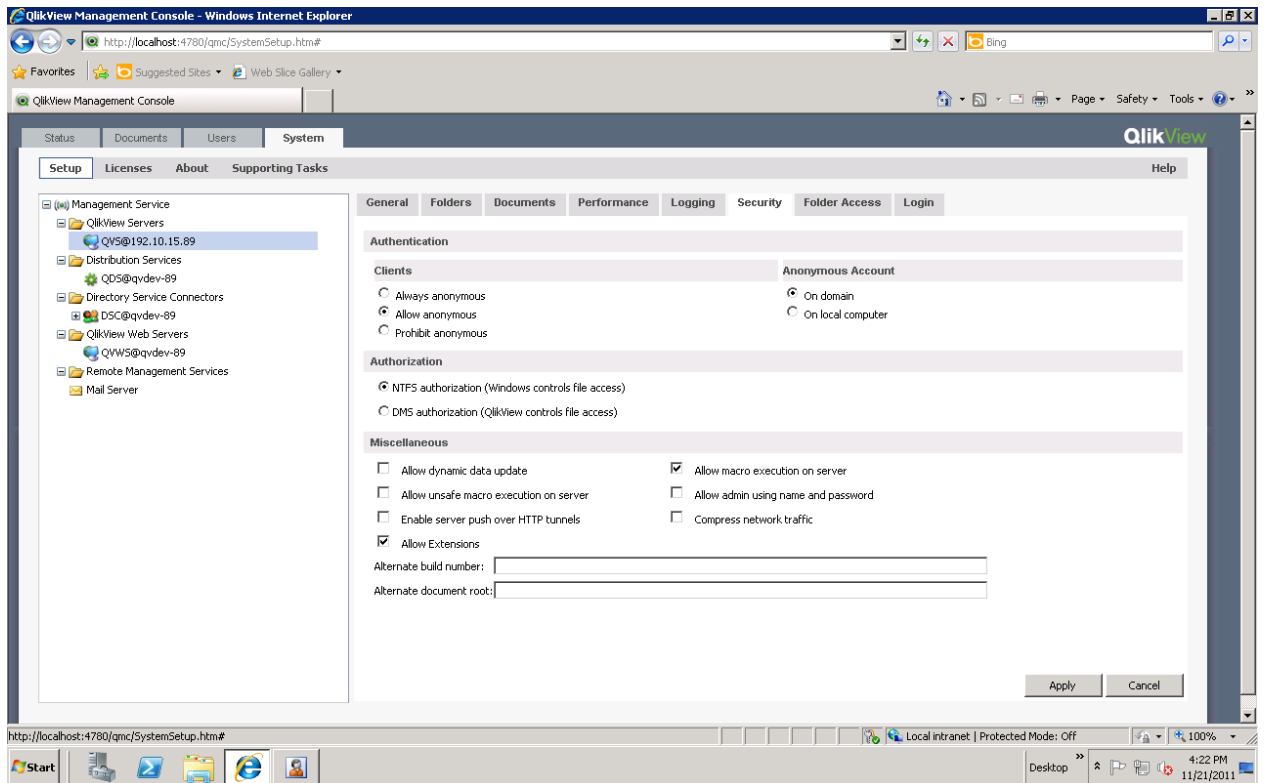 QlikView Management Console - Windows Internet Explorer
http://localhost:4780/qmc/SystemSetup.htm#
Bing
Favorites Suggested Sites Web Slice Gallery
QlikView Management Console
Page Safety Tools
Status Documents Users System
QlikView
Setup Licenses About Supporting Tasks Help
Management Service
QlikView Servers
QVS@192.10.15.89
Distribution Services
QDS@qvdev-89
Directory Service Connectors
DSC@qvdev-89
QlikView Web Servers
QVWS@qvdev-89
Remote Management Services
Mail Server
General Folders Documents Performance Logging Security Folder Access Login
Authentication
Clients Anonymous Account
Always anonymous On domain
Allow anonymous On local computer
Prohibit anonymous
Authorization
NTFS authorization (Windows controls file access)
DMS authorization (QlikView controls file access)
Miscellaneous
Allow dynamic data update Allow macro execution on server
Allow unsafe macro execution on server Allow admin using name and password
Enable server push over HTTP tunnels Compress network traffic
Allow Extensions
Alternate build number:
Alternate document root:
Apply Cancel
http://localhost:4780/qmc/SystemSetup.htm# Local intranet | Protected Mode: Off 100%
Start Desktop 4:22 PM
11/21/2011